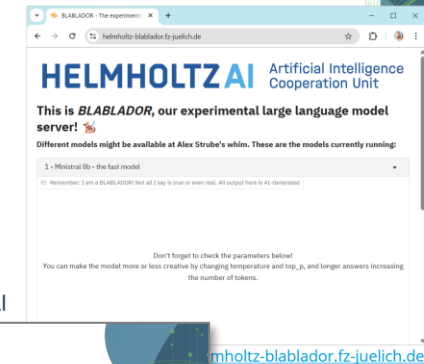 BLABLADOR - The experimenta
helmholtz-blablador.fz-juelich.de
HELMHOLTZ AI Artificial Intelligence
Cooperation Unit
This is BLABLADOR, our experimental large language model
server! 🐕‍🦺
Different models might be available at Alex Strube's whim. These are the models currently running:
1 - Ministral 8b - the fast model
Remember: I am a BLABLADOR! Not all I say is true or even real. All output here is AI-Generated
Don't forget to check the parameters below!
You can make the model more or less creative by changing temperature and top_p, and longer answers increasing
the number of tokens.
AI
mholtz-blablador.fz-juelich.de